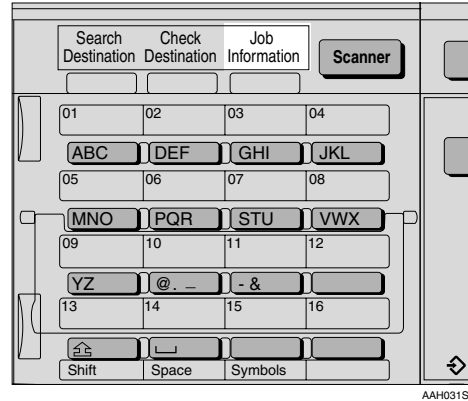 Search Destination Check Destination Job Information Scanner
01 02 03 04
ABC DEF GHI JKL
05 06 07 08
MNO PQR STU VWX
09 10 11 12
YZ @. _ - &
13 14 15 16
Shift Space Symbols
AAH031S